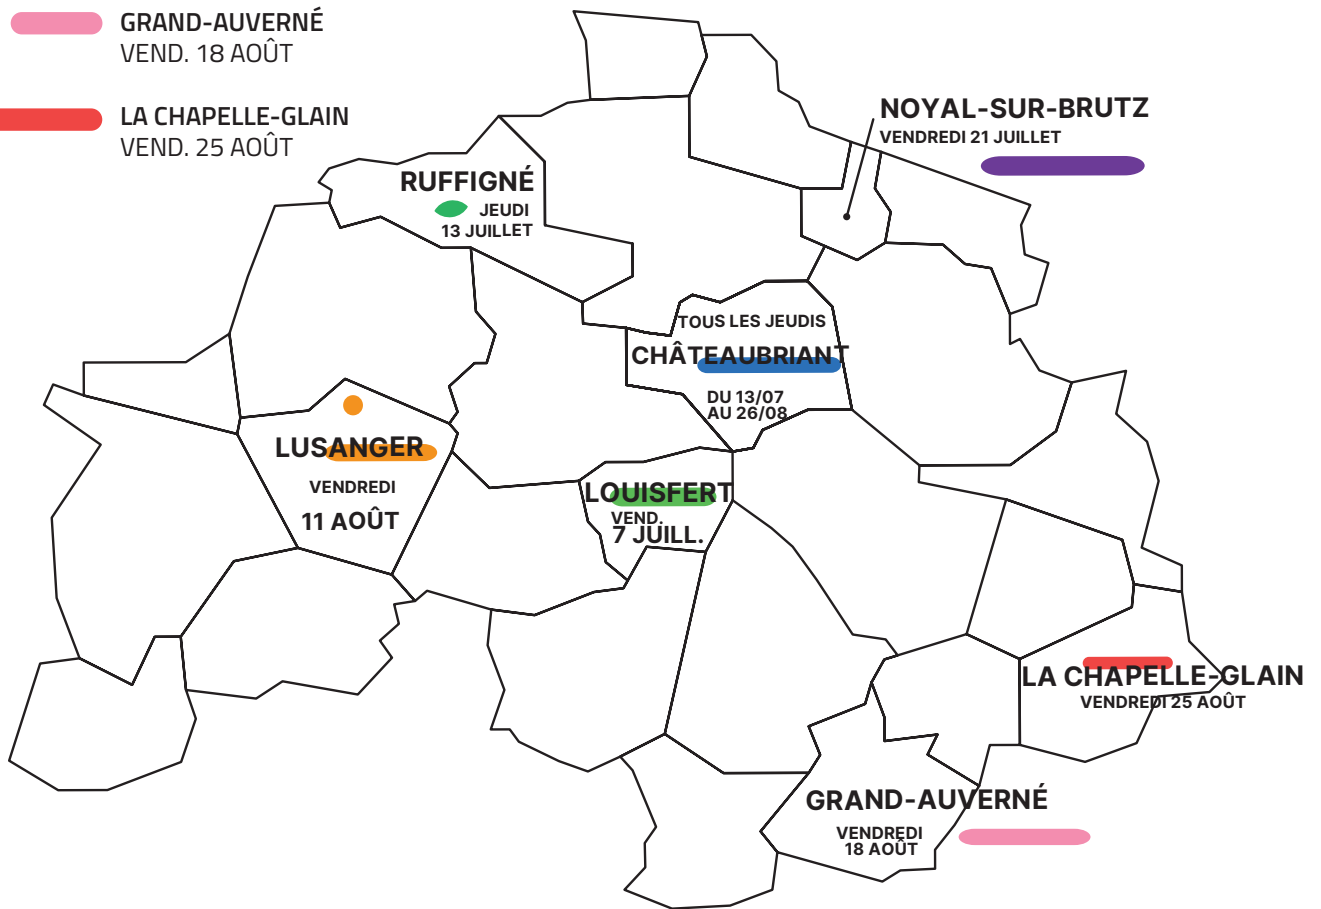 GRAND-AUVERNÉ
VEND. 18 AOÛT
LA CHAPELLE-GLAIN
VEND. 25 AOÛT
NOYAL-SUR-BRUTZ
VENDREDI 21 JUILLET
RUFFIGNÉ
JEUDI
13 JUILLET
TOUS LES JEUDIS
CHÂTEAUBRIANT
DU 13/07
AU 26/08
LUSANGER
VENDREDI
11 AOÛT
LOUISFERT
VEND.
7 JUILL.
LA CHAPELLE-GLAIN
VENDREDI 25 AOÛT
GRAND-AUVERNÉ
VENDREDI
18 AOÛT